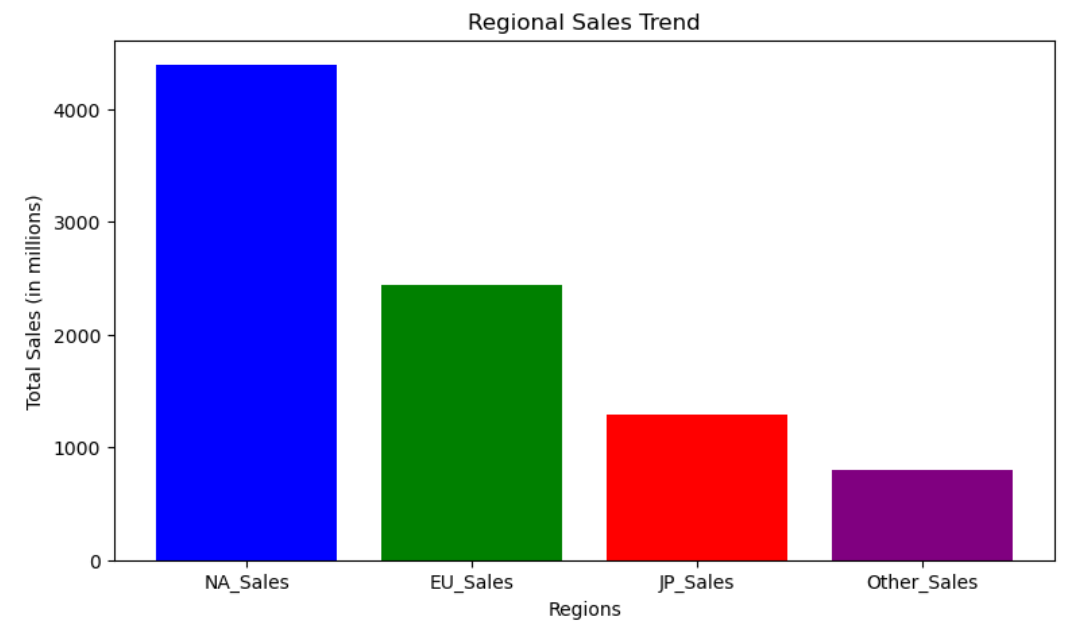 Regional Sales Trend
Total Sales (in millions)
4000
3000
2000
1000
0
NA_Sales
EU_Sales
JP_Sales
Other_Sales
Regions